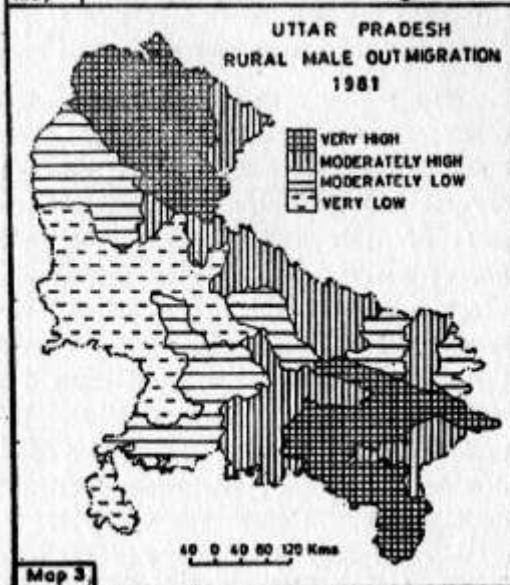 UTTAR PRADESH
RURAL MALE OUTMIGRATION
1981
VERY HIGH
MODERATELY HIGH
MODERATELY LOW
VERY LOW
40 0 40 80 120 Kms
Map 3.